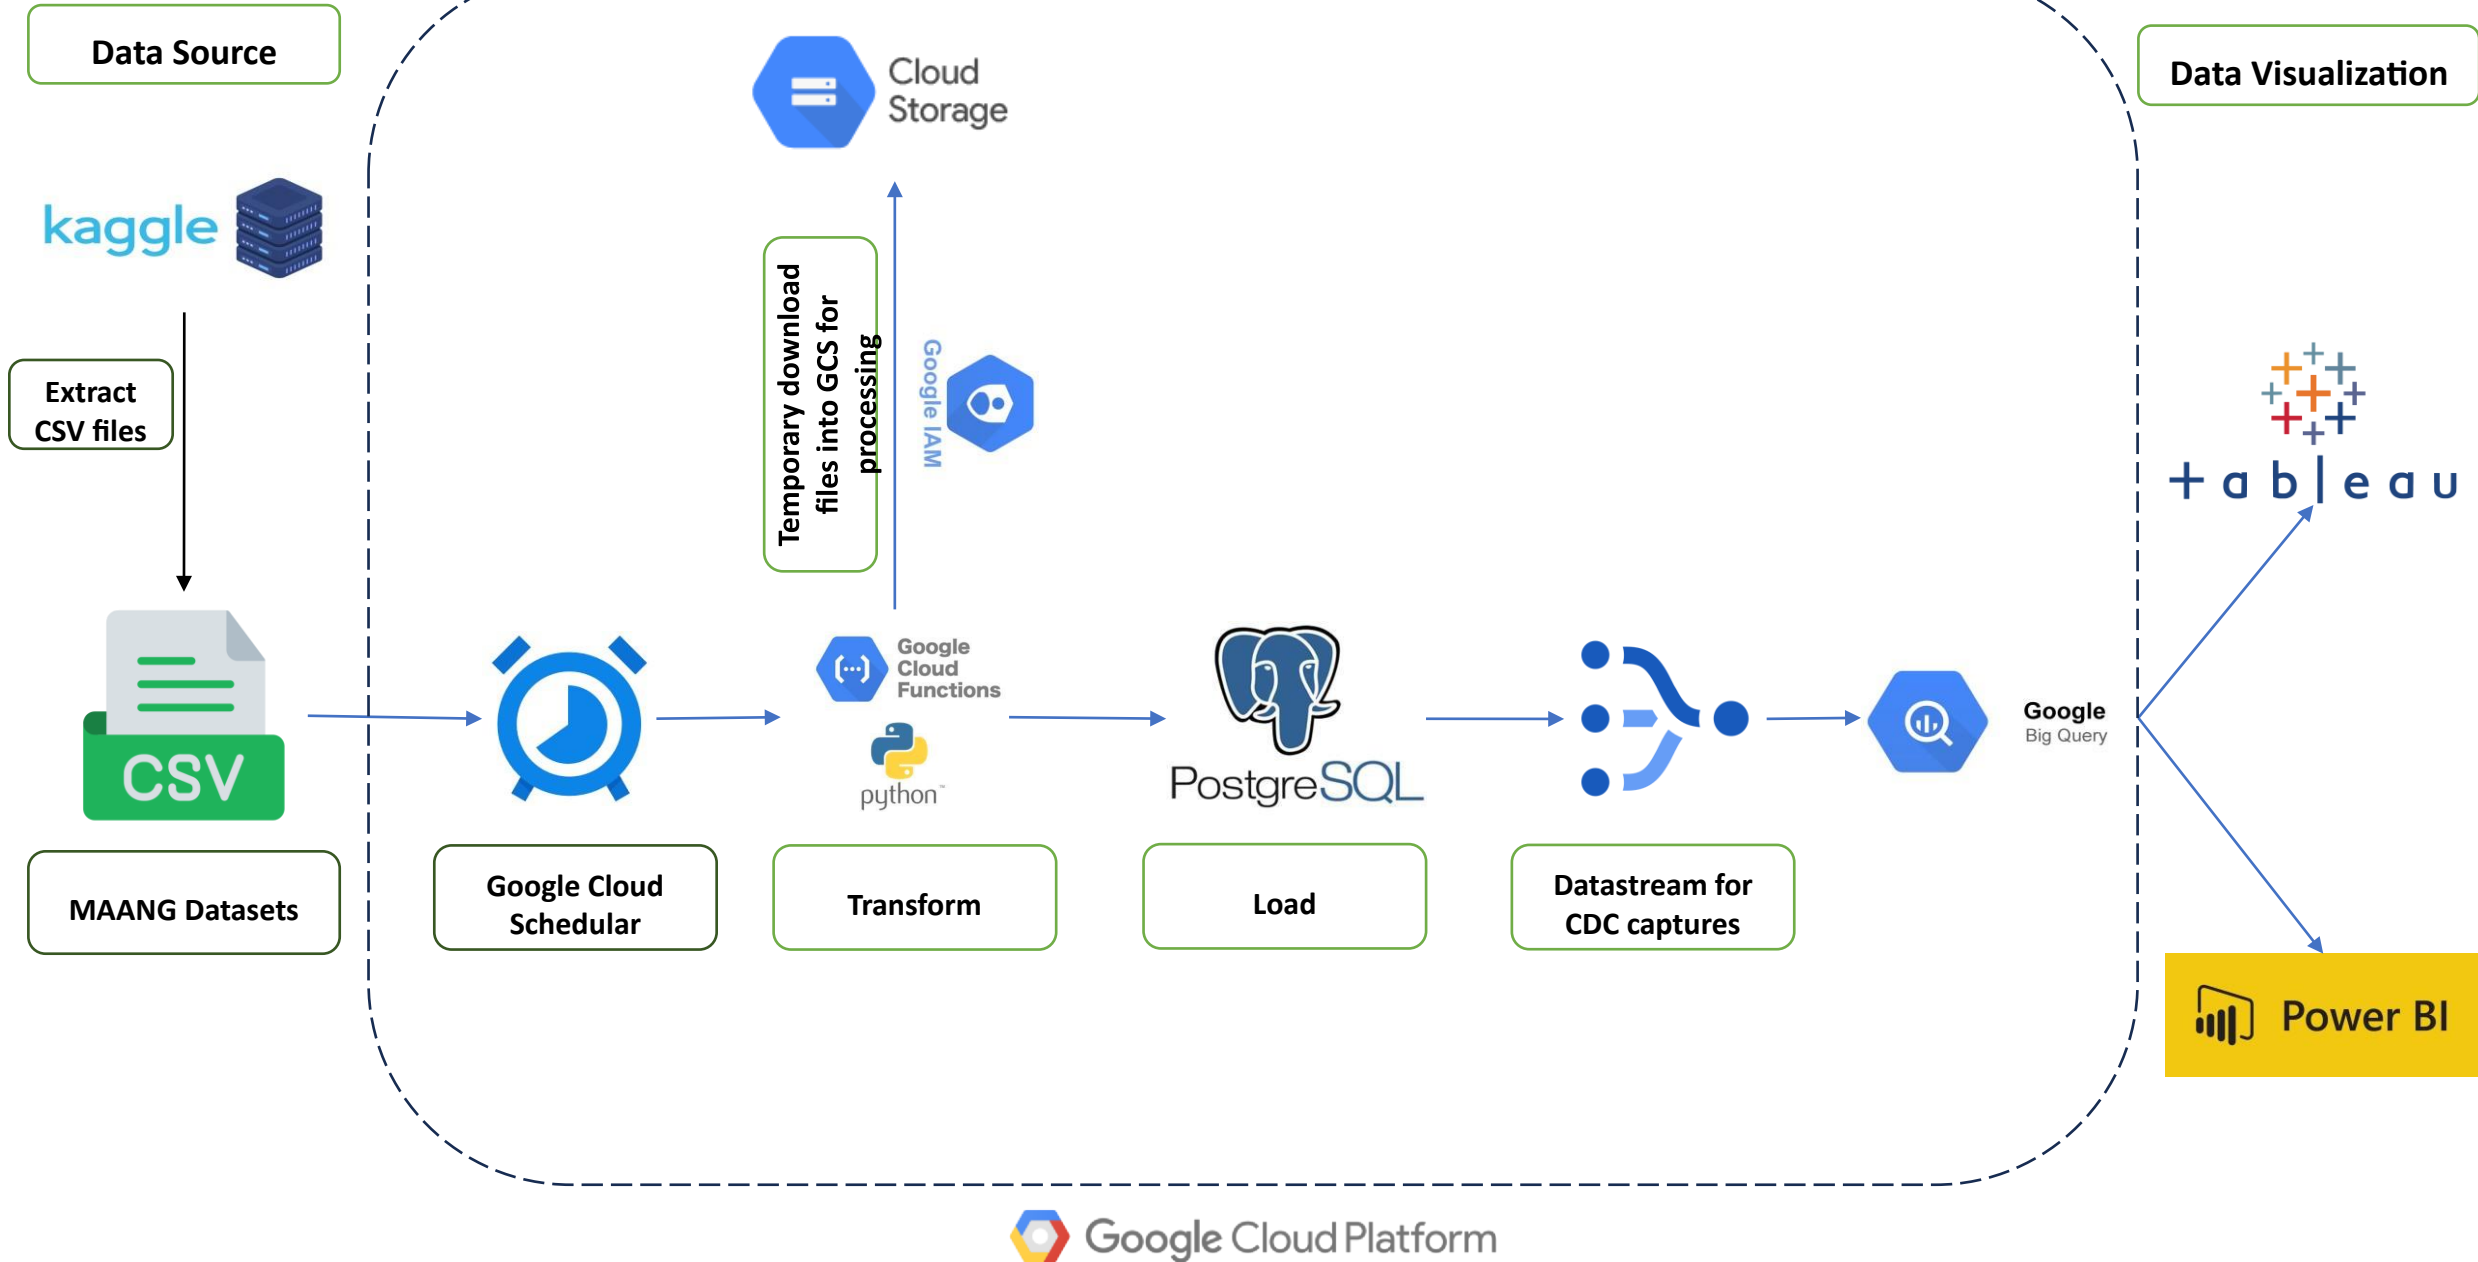 Data Source
Cloud
Storage
Data Visualization
kaggle
Temporary download
files into GCS for
processing
Google IAM
Extract
CSV files
+ableau
CSV
Google
Cloud
Functions
python™
PostgreSQL
Google
Big Query
MAANG Datasets
Google Cloud
Schedular
Transform
Load
Datastream for
CDC captures
Power BI
Google Cloud Platform